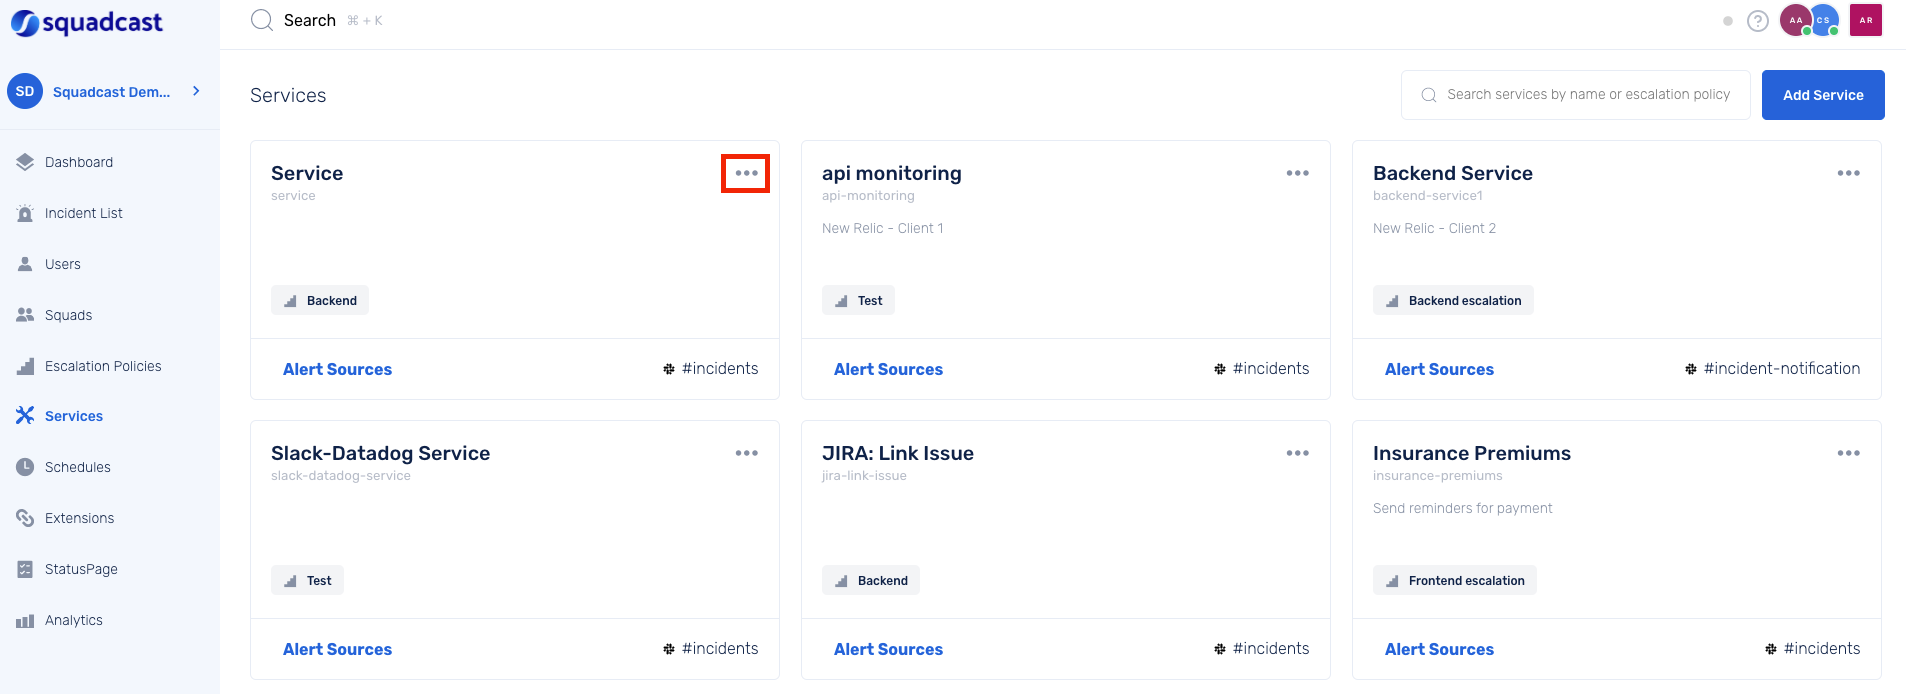 squadcast
Search ⌘ + K
AA
CS
AR
SD Squadcast Dem...
Dashboard
Incident List
Users
Squads
Escalation Policies
Services
Schedules
Extensions
StatusPage
Analytics
Services
Search services by name or escalation policy
Add Service
Service
service
Backend
Alert Sources #incidents
api monitoring
api-monitoring
New Relic - Client 1
Test
Alert Sources #incidents
Backend Service
backend-service1
New Relic - Client 2
Backend escalation
Alert Sources #incident-notification
Slack-Datadog Service
slack-datadog-service
Test
Alert Sources #incidents
JIRA: Link Issue
jira-link-issue
Backend
Alert Sources #incidents
Insurance Premiums
insurance-premiums
Send reminders for payment
Frontend escalation
Alert Sources #incidents